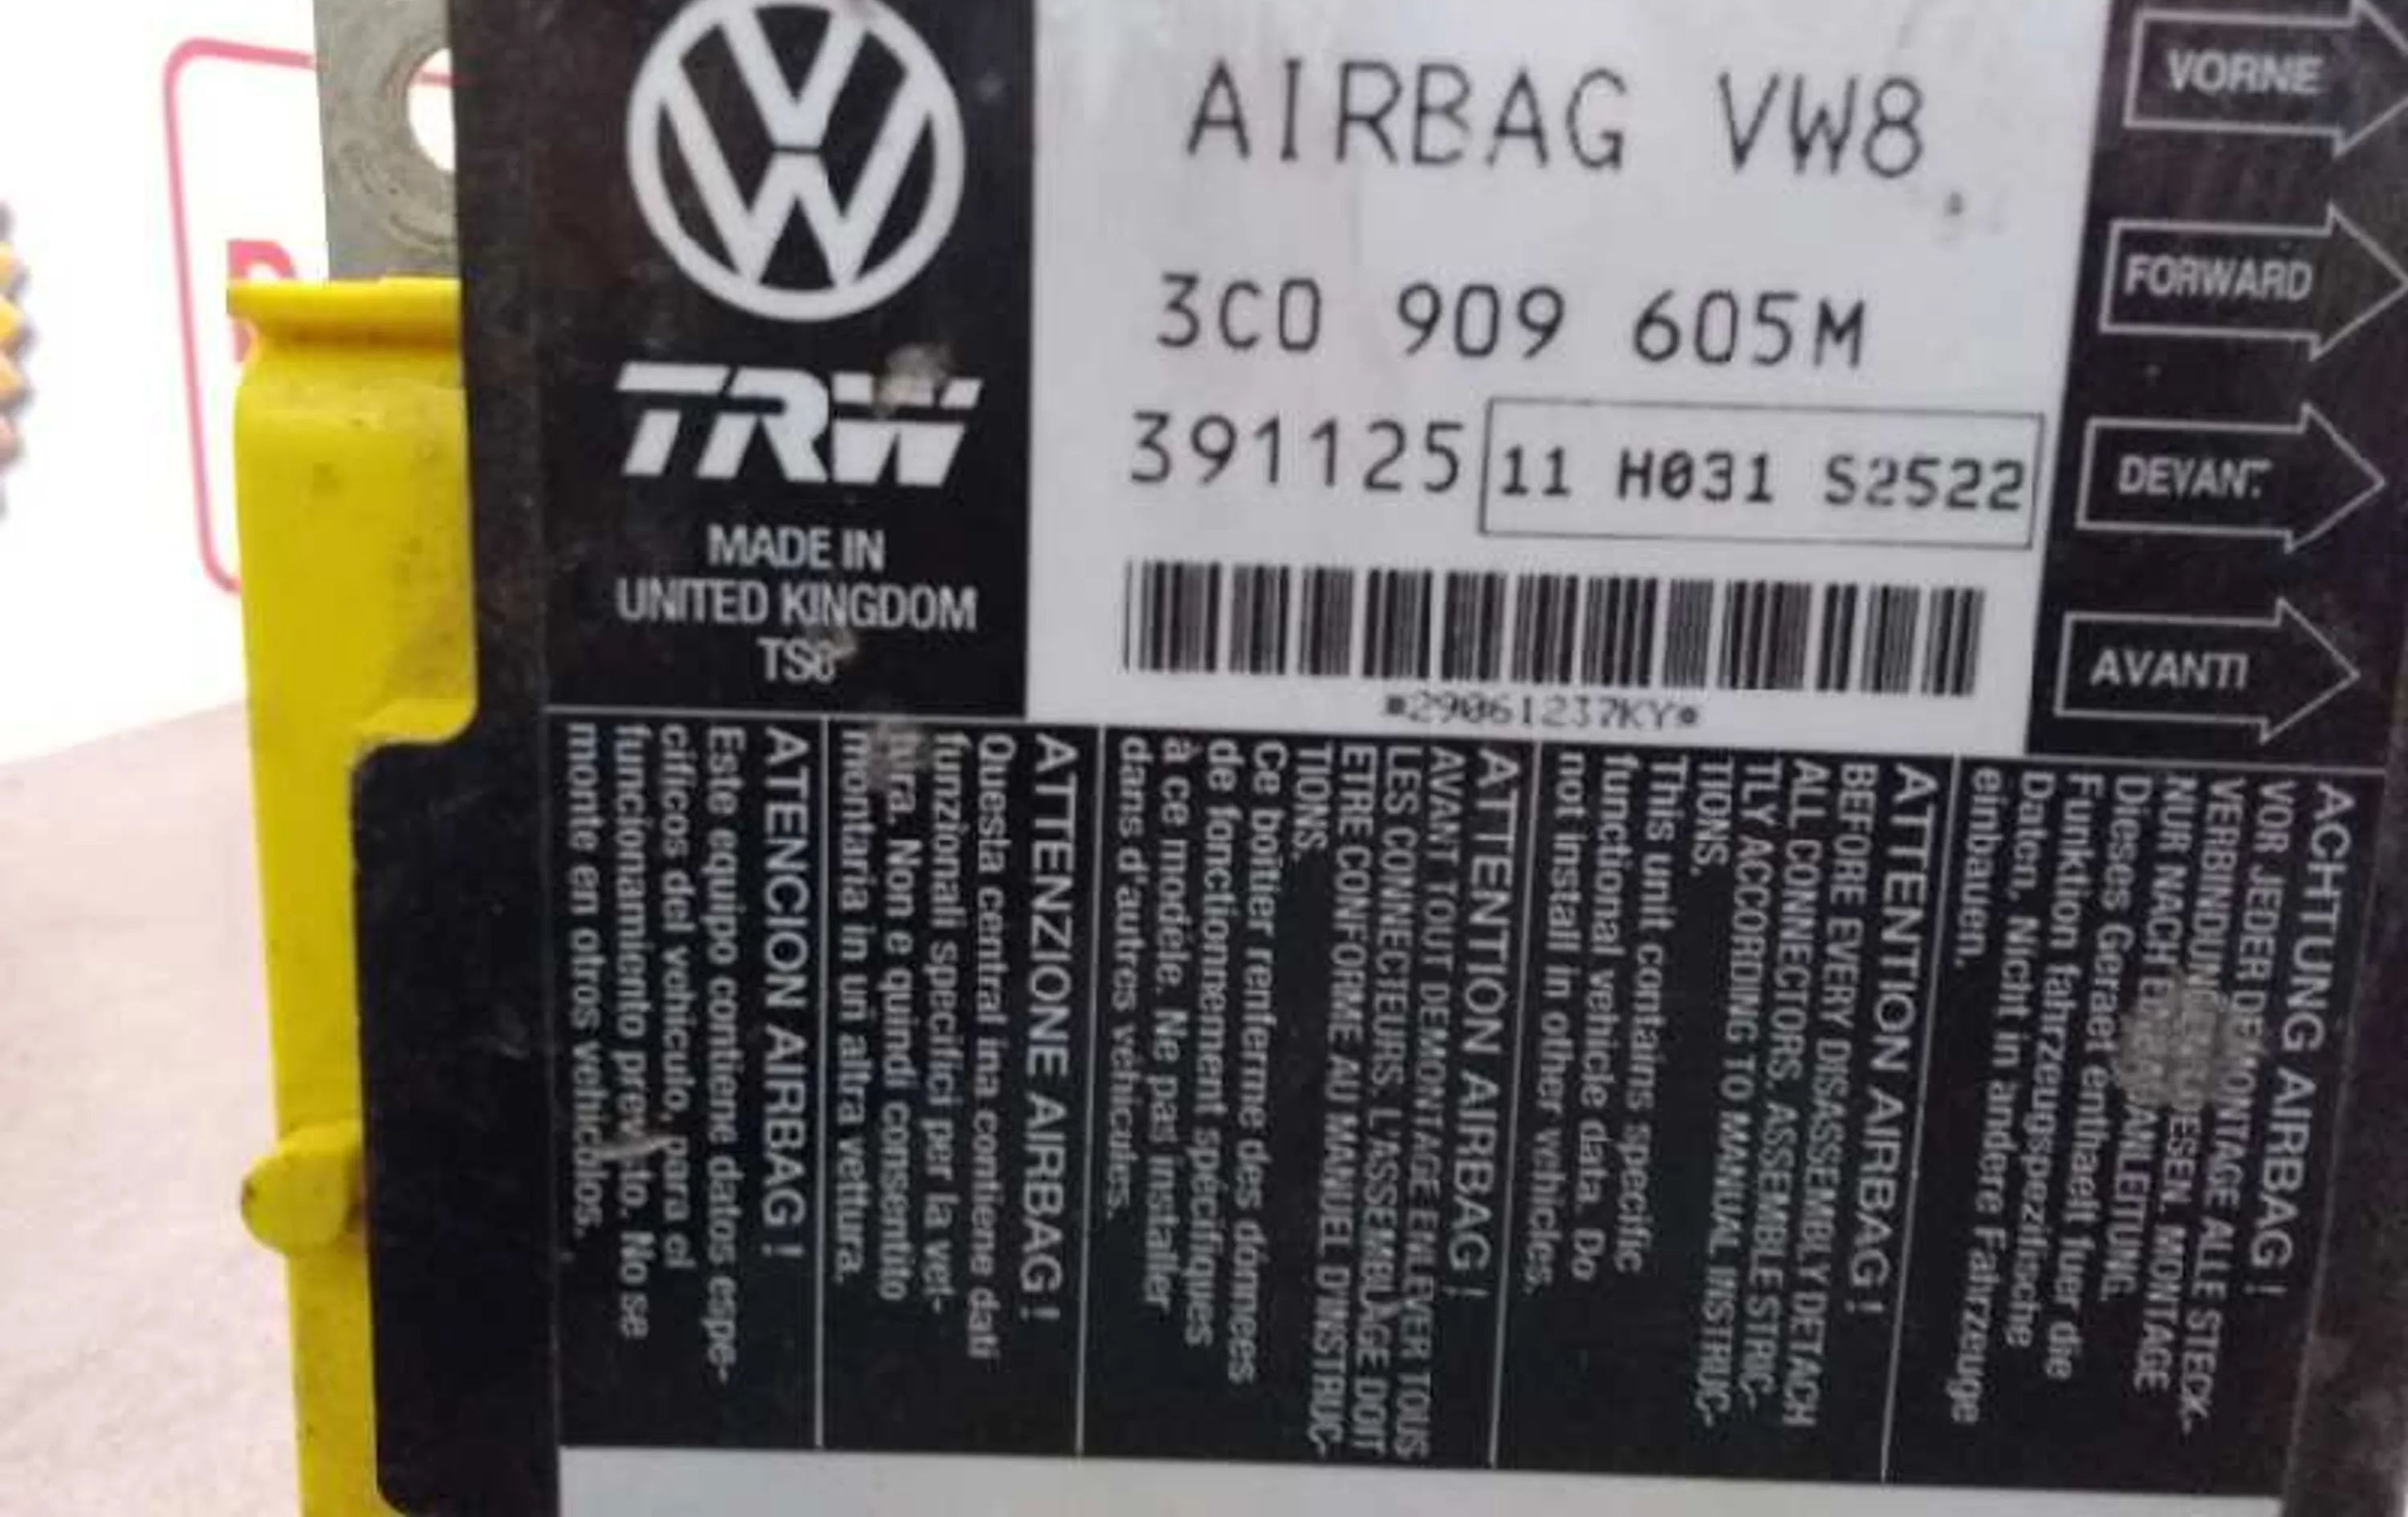 AIRBAG VW8
3C0 909 605M
391125
11 H031 S2522
*29061237KY*
VW
TRW
MADE IN
UNITED KINGDOM
VORNE
FORWARD
DEVANT
AVANTI
ACHTUNG AIRBAG !
VOR JEDER DEMONTAGE ALLE STECK-
LOESEN. MONTAGE
NUR NACH
Dieses Geraet enthaelt fuer die
Funktion fahrzeugspezifische
Daten. Nicht in andere Fahrzeuge
einbauen.
ATTENTION AIRBAG !
BEFORE EVERY DISASSEMBLY DETACH
ALL CONNECTORS. ASSEMBLE STRIC-
TLY ACCORDING TO MANUAL INSTRUC-
TIONS.
This unit contains specific
functional vehicle data. Do
not install in other vehicles.
ATTENTION AIRBAG !
AVANT TOUT DEMONTAGE ENLEVER TOUS
LES CONNECTEURS. L'ASSEMBLAGE DOIT
ETRE CONFORME AU MANUEL D'INSTRUC-
TIONS.
Ce boîtier renferme des données
de fonctionnement spécifiques
à ce modèle. Ne pas installer
dans d'autres véhicules.
ATTENZIONE AIRBAG !
Questa central ina contiene dati
funzionali specifici per la vet-
Non e quindi consentito
montaria in un altra vettura.
ATENCION AIRBAG !
Este equipo contiene datos espe-
cificos del vehiculo, para el
funcionamiento No se
monte en otros vehiculos.